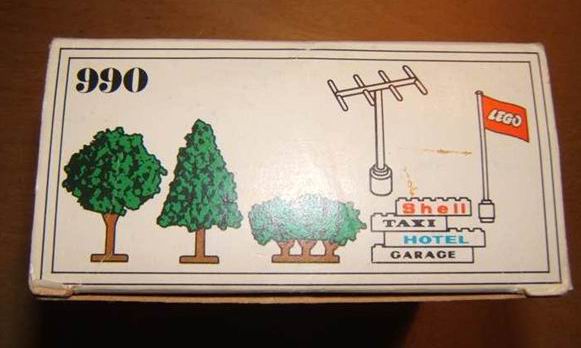 990
LEGO
Shell
TAXI
HOTEL
GARAGE